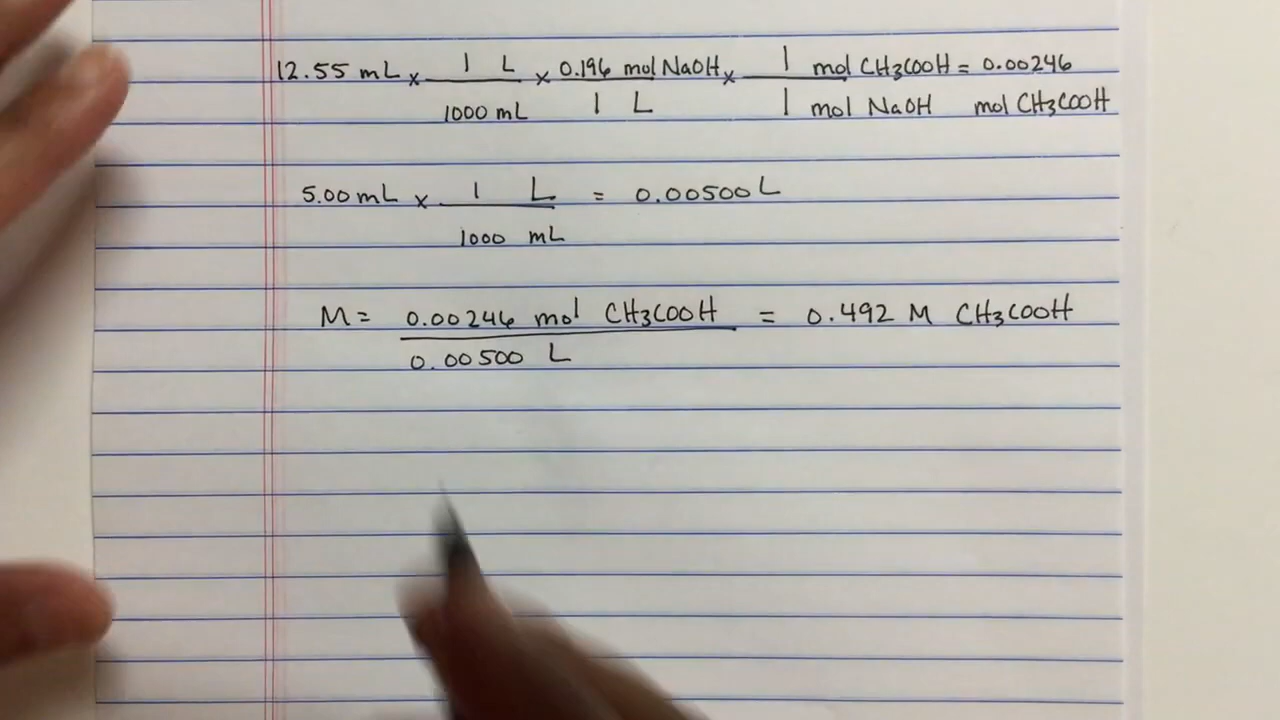 12.55 mL x 1 L x 0.196 mol NaOH x 1 mol CH3COOH = 0.00246
1000 mL 1 L 1 mol NaOH mol CH3COOH
5.00 mL x 1 L = 0.00500 L
1000 mL
M = 0.00246 mol CH3COOH = 0.492 M CH3COOH
0.00500 L